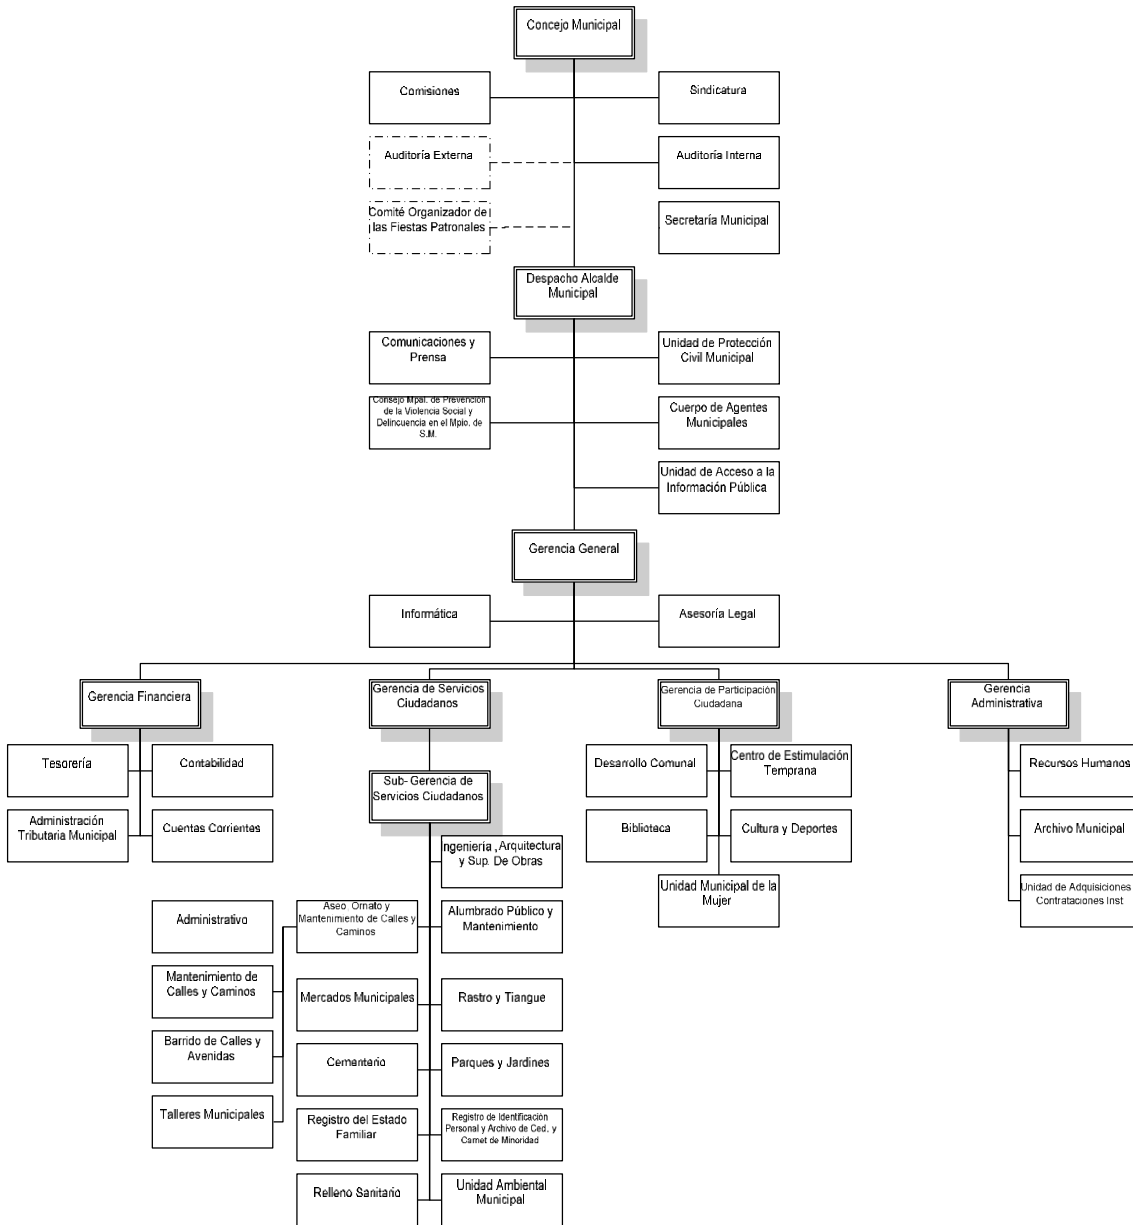 Concejo Municipal
Comisiones
Sindicatura
Auditoría Externa
Auditoría Interna
Comité Organizador de
las Fiestas Patronales
Secretaría Municipal
Despacho Alcalde
Municipal
Comunicaciones y
Prensa
Unidad de Protección
Civil Municipal
Consejo Mpal. de Prevención
de la Violencia Social y
Delincuencia en el Mpio. de
S.M.
Cuerpo de Agentes
Municipales
Unidad de Acceso a la
Información Pública
Gerencia General
Informática
Asesoría Legal
Gerencia Financiera
Gerencia de Servicios
Ciudadanos
Gerencia de Participación
Ciudadana
Gerencia
Administrativa
Tesorería
Contabilidad
Administración
Tributaria Municipal
Cuentas Corrientes
Sub- Gerencia de
Servicios Ciudadanos
Desarrollo Comunal
Centro de Estimulación
Temprana
Biblioteca
Cultura y Deportes
Unidad Municipal de la
Mujer
Recursos Humanos
Archivo Municipal
Unidad de Adquisiciones
Contrataciones Inst
Ingeniería , Arquitectura
y Sup. De Obras
Administrativo
Aseo, Ornato y
Mantenimiento de Calles y
Caminos
Alumbrado Público y
Mantenimiento
Mantenimiento de
Calles y Caminos
Mercados Municipales
Rastro y Tiangue
Barrido de Calles y
Avenidas
Cementerio
Parques y Jardines
Talleres Municipales
Registro del Estado
Familiar
Registro de Identificación
Personal y Archivo de Ced. y
Carnet de Minoridad
Relleno Sanitario
Unidad Ambiental
Municipal